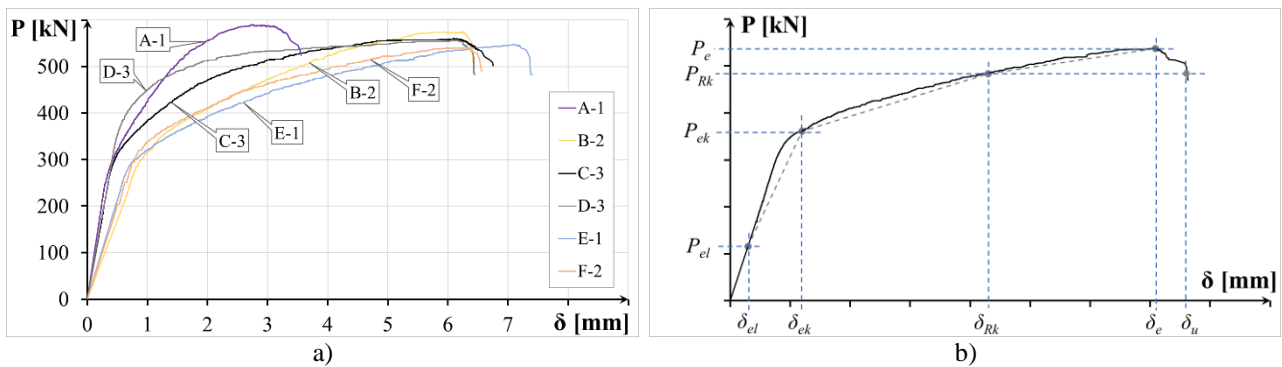 P [kN]
500
400
300
200
100
0
A-1
D-3
C-3
E-1
B-2
F-2
A-1
B-2
C-3
D-3
E-1
F-2
0 1 2 3 4 5 6 7
δ [mm]
a)
P [kN]
Pe
PRk
Pek
Pel
δ [mm]
δel δek δRk δe δu
b)